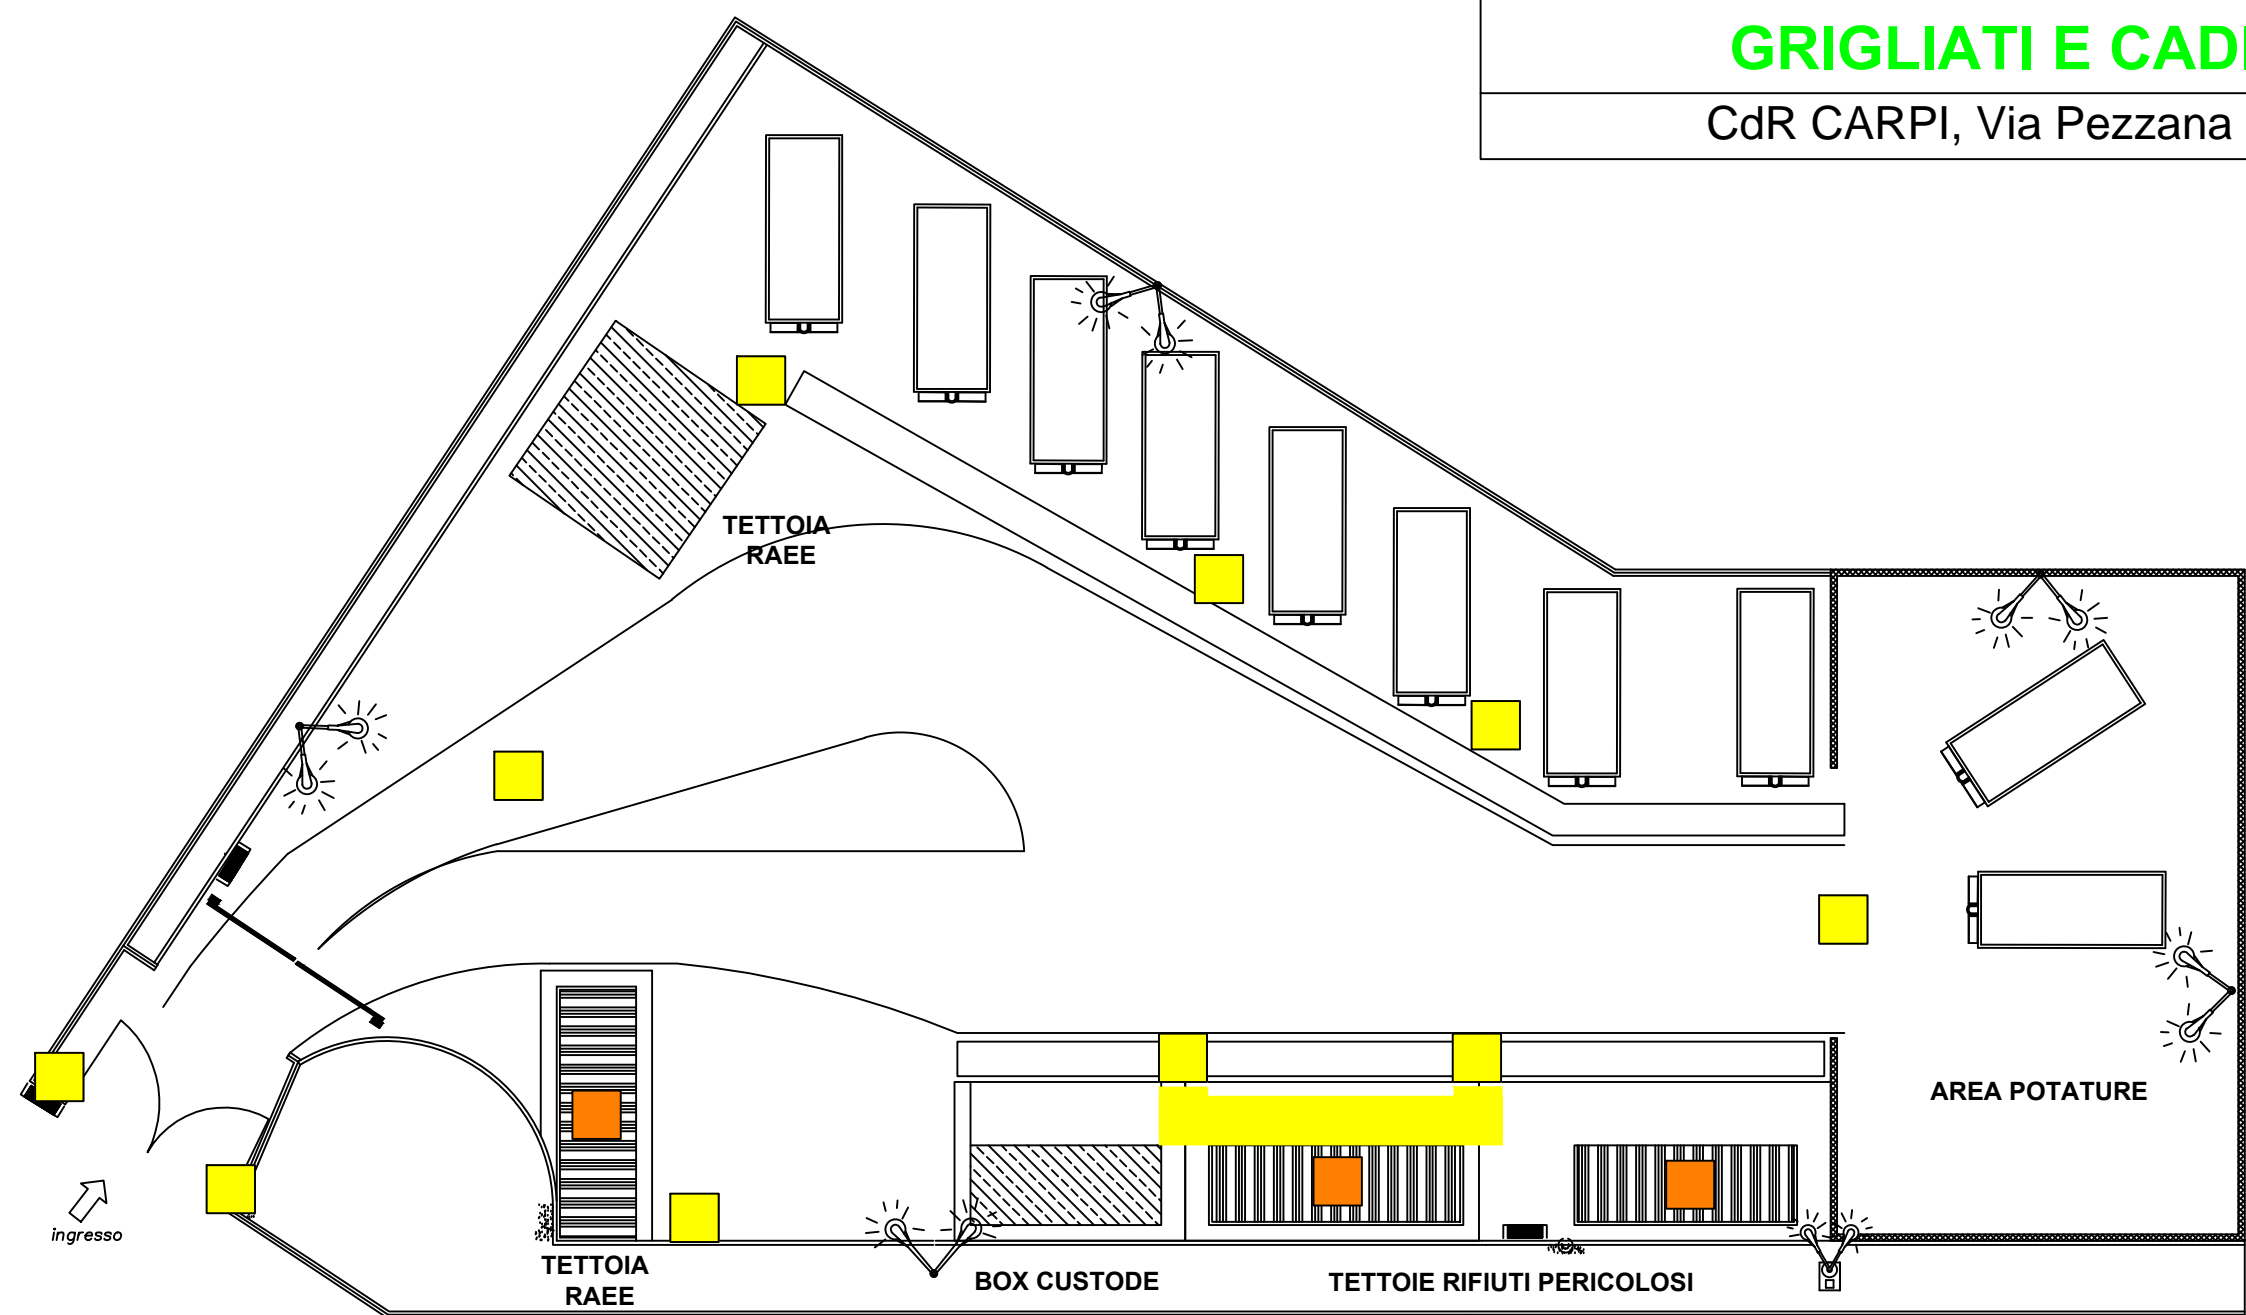 GRIGLIATI E CAD
CdR CARPI, Via Pezzana
TETTOIA
RAEE
AREA POTATURE
ingresso
TETTOIA
RAEE
BOX CUSTODE
TETTOIE RIFIUTI PERICOLOSI